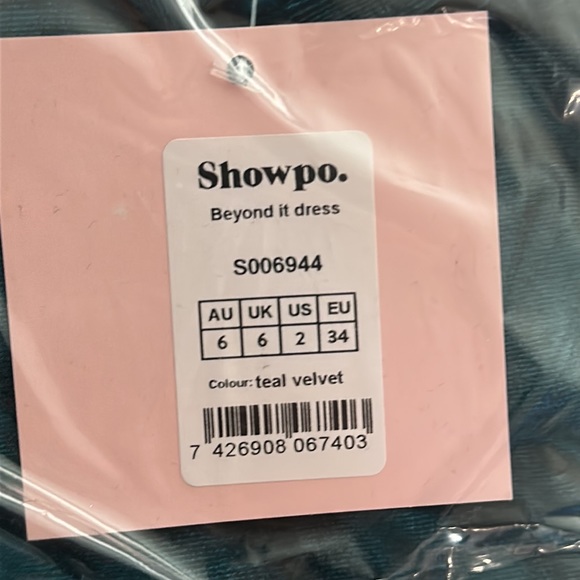 Showpo.
Beyond it dress
S006944
AU UK US EU
6 6 2 34
Colour: teal velvet
7 426908 067403